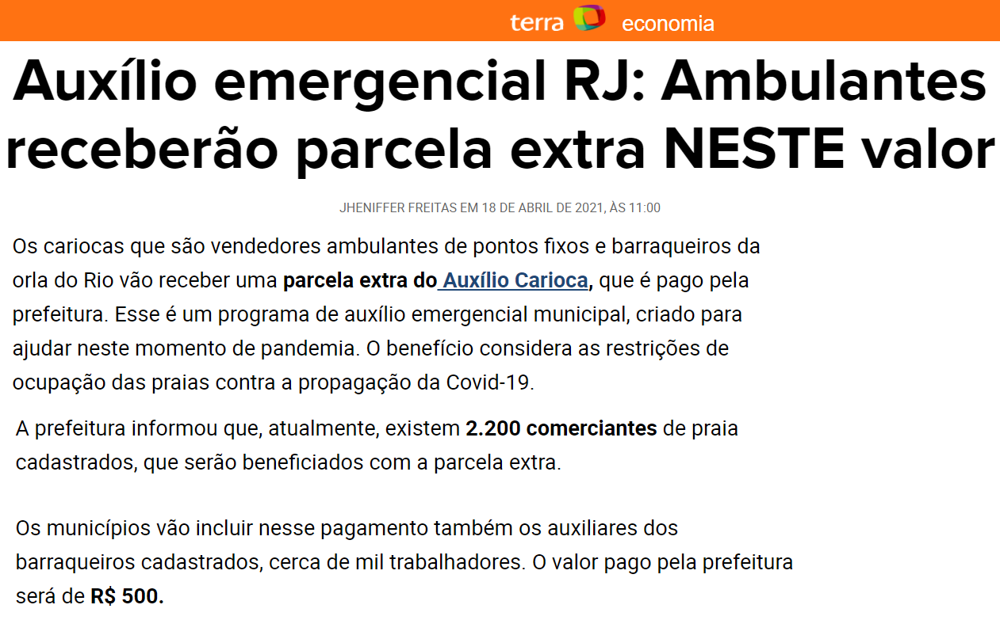 terra economia
Auxílio emergencial RJ: Ambulantes
receberão parcela extra NESTE valor
JHENIFFER FREITAS EM 18 DE ABRIL DE 2021, ÀS 11:00
Os cariocas que são vendedores ambulantes de pontos fixos e barraqueiros da
orla do Rio vão receber uma parcela extra do Auxílio Carioca, que é pago pela
prefeitura. Esse é um programa de auxílio emergencial municipal, criado para
ajudar neste momento de pandemia. O benefício considera as restrições de
ocupação das praias contra a propagação da Covid-19.
A prefeitura informou que, atualmente, existem 2.200 comerciantes de praia
cadastrados, que serão beneficiados com a parcela extra.
Os municípios vão incluir nesse pagamento também os auxiliares dos
barraqueiros cadastrados, cerca de mil trabalhadores. O valor pago pela prefeitura
será de R$ 500.